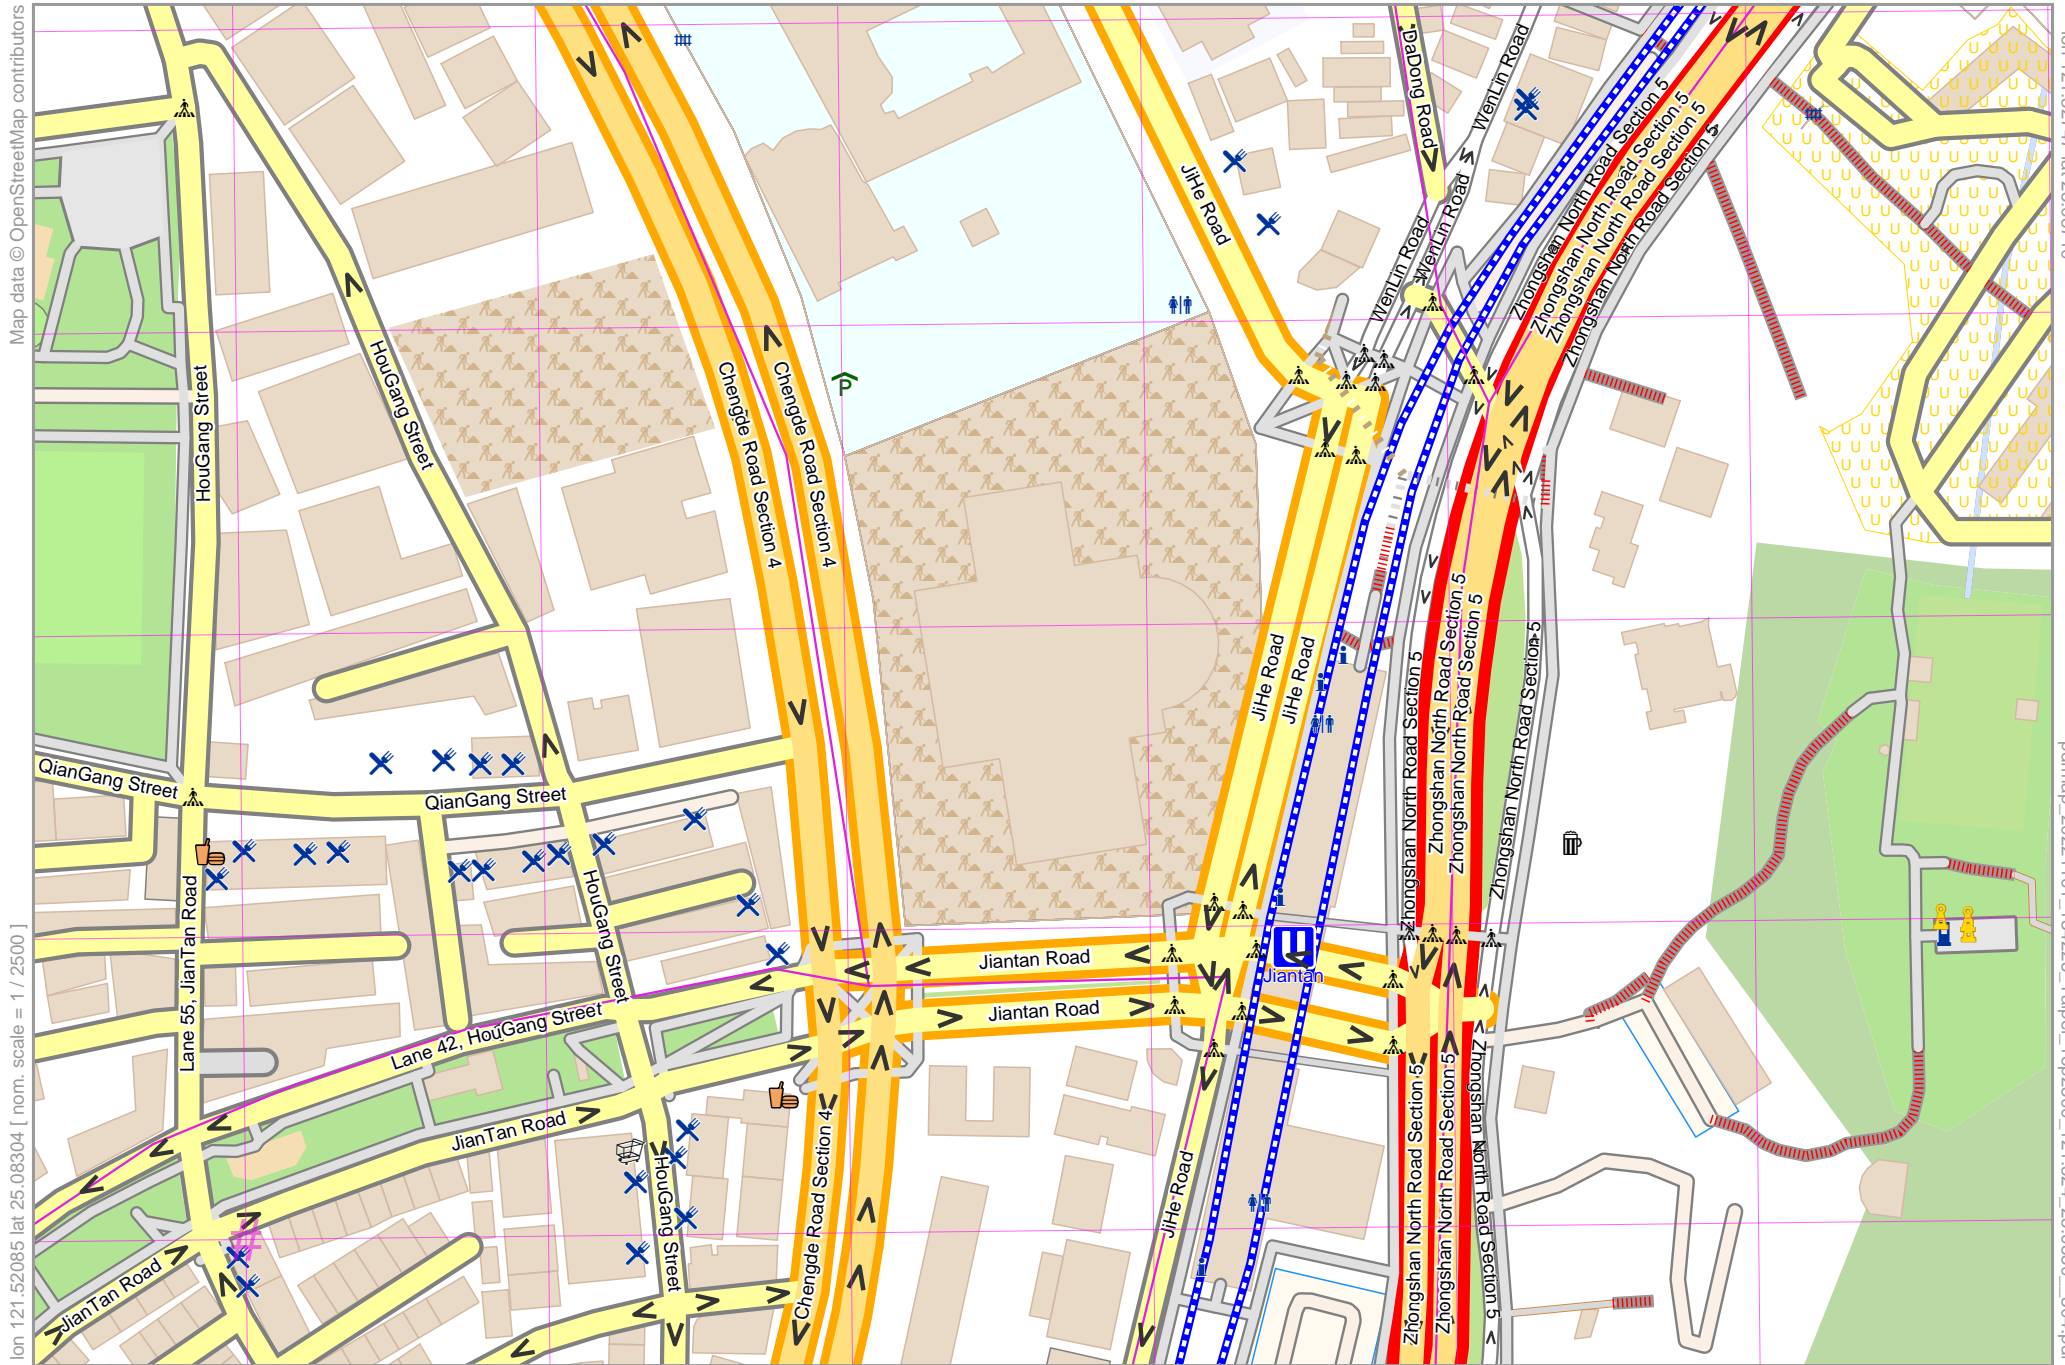 Map data © OpenStreetMap contributors
lon 121.52085 lat 25.08304 [ nom. scale = 1 / 2500 ]
DaDong Road
WenLin Road
WenLin Road
WenLin Road
JiHe Road
Zhongshan North Road Section 5
Zhongshan North Road Section 5
Zhongshan North Road Section 5
Zhongshan North Road Section 5
HouGang Street
HouGang Street
Chengde Road Section 4
Chengde Road Section 4
P
JiHe Road
JiHe Road
Zhongshan North Road Section 5
Zhongshan North Road Section 5
Zhongshan North Road Section 5
Zhongshan North Road Section 5
QianGang Street
QianGang Street
HouGang Street
Lane 55, JianTan Road
Jiantan Road
Jiantan Road
Jiantan
Lane 42, HouGang Street
JianTan Road
JianTan Road
HouGang Street
Chengde Road Section 4
JiHe Road
Zhongshan North Road Section 5
Zhongshan North Road Section 5
Zhongshan North Road Section 5